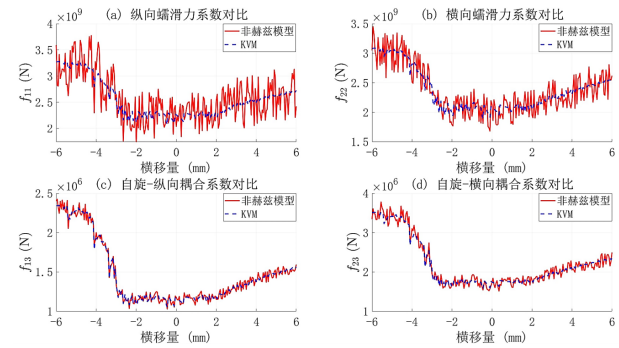 (a) 纵向蠕滑力系数对比
×10⁹
4
3.5
3
2.5
2
f₁₁ (N)
非赫兹模型
KVM
-6 -4 -2 0 2 4 6
横移量 (mm)
(b) 横向蠕滑力系数对比
×10⁹
3.5
3
2.5
2
1.5
f₂₂ (N)
非赫兹模型
KVM
-6 -4 -2 0 2 4 6
横移量 (mm)
(c) 自旋-纵向耦合系数对比
×10⁶
2.5
2
1.5
1
f₁₃ (N)
非赫兹模型
KVM
-6 -4 -2 0 2 4 6
横移量 (mm)
(d) 自旋-横向耦合系数对比
×10⁶
4
3
2
1
f₂₃ (N)
非赫兹模型
KVM
-6 -4 -2 0 2 4 6
横移量 (mm)